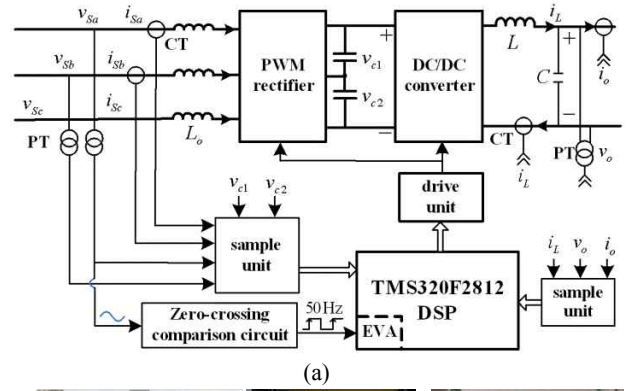 v_Sa
i_Sa
CT
v_Sb
i_Sb
v_Sc
i_Sc
L_o
PT
PWM
rectifier
v_c1
v_c2
+
−
DC/DC
converter
L
i_L
+
C
−
i_o
CT
i_L
PT
v_o
v_c1
v_c2
sample
unit
drive
unit
TMS320F2812
DSP
EVA
i_L
v_o
i_o
sample
unit
Zero-crossing
comparison circuit
50Hz
(a)